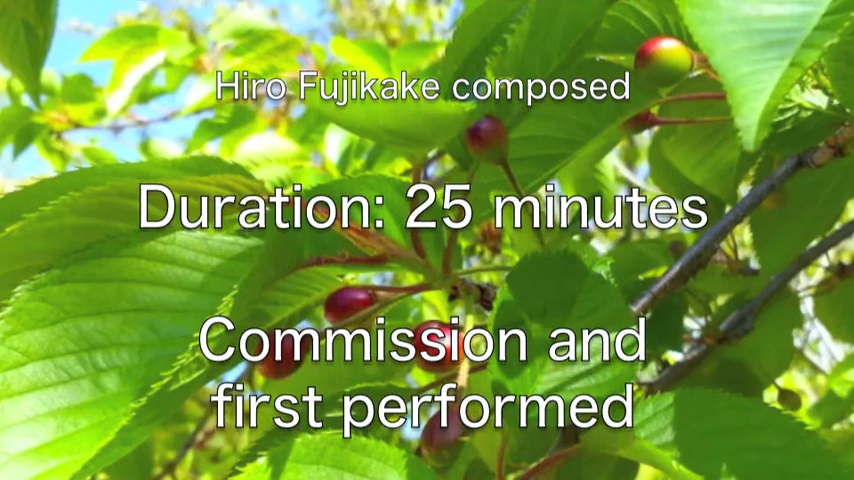 Hiro Fujikake composed
Duration: 25 minutes
Commission and
first performed